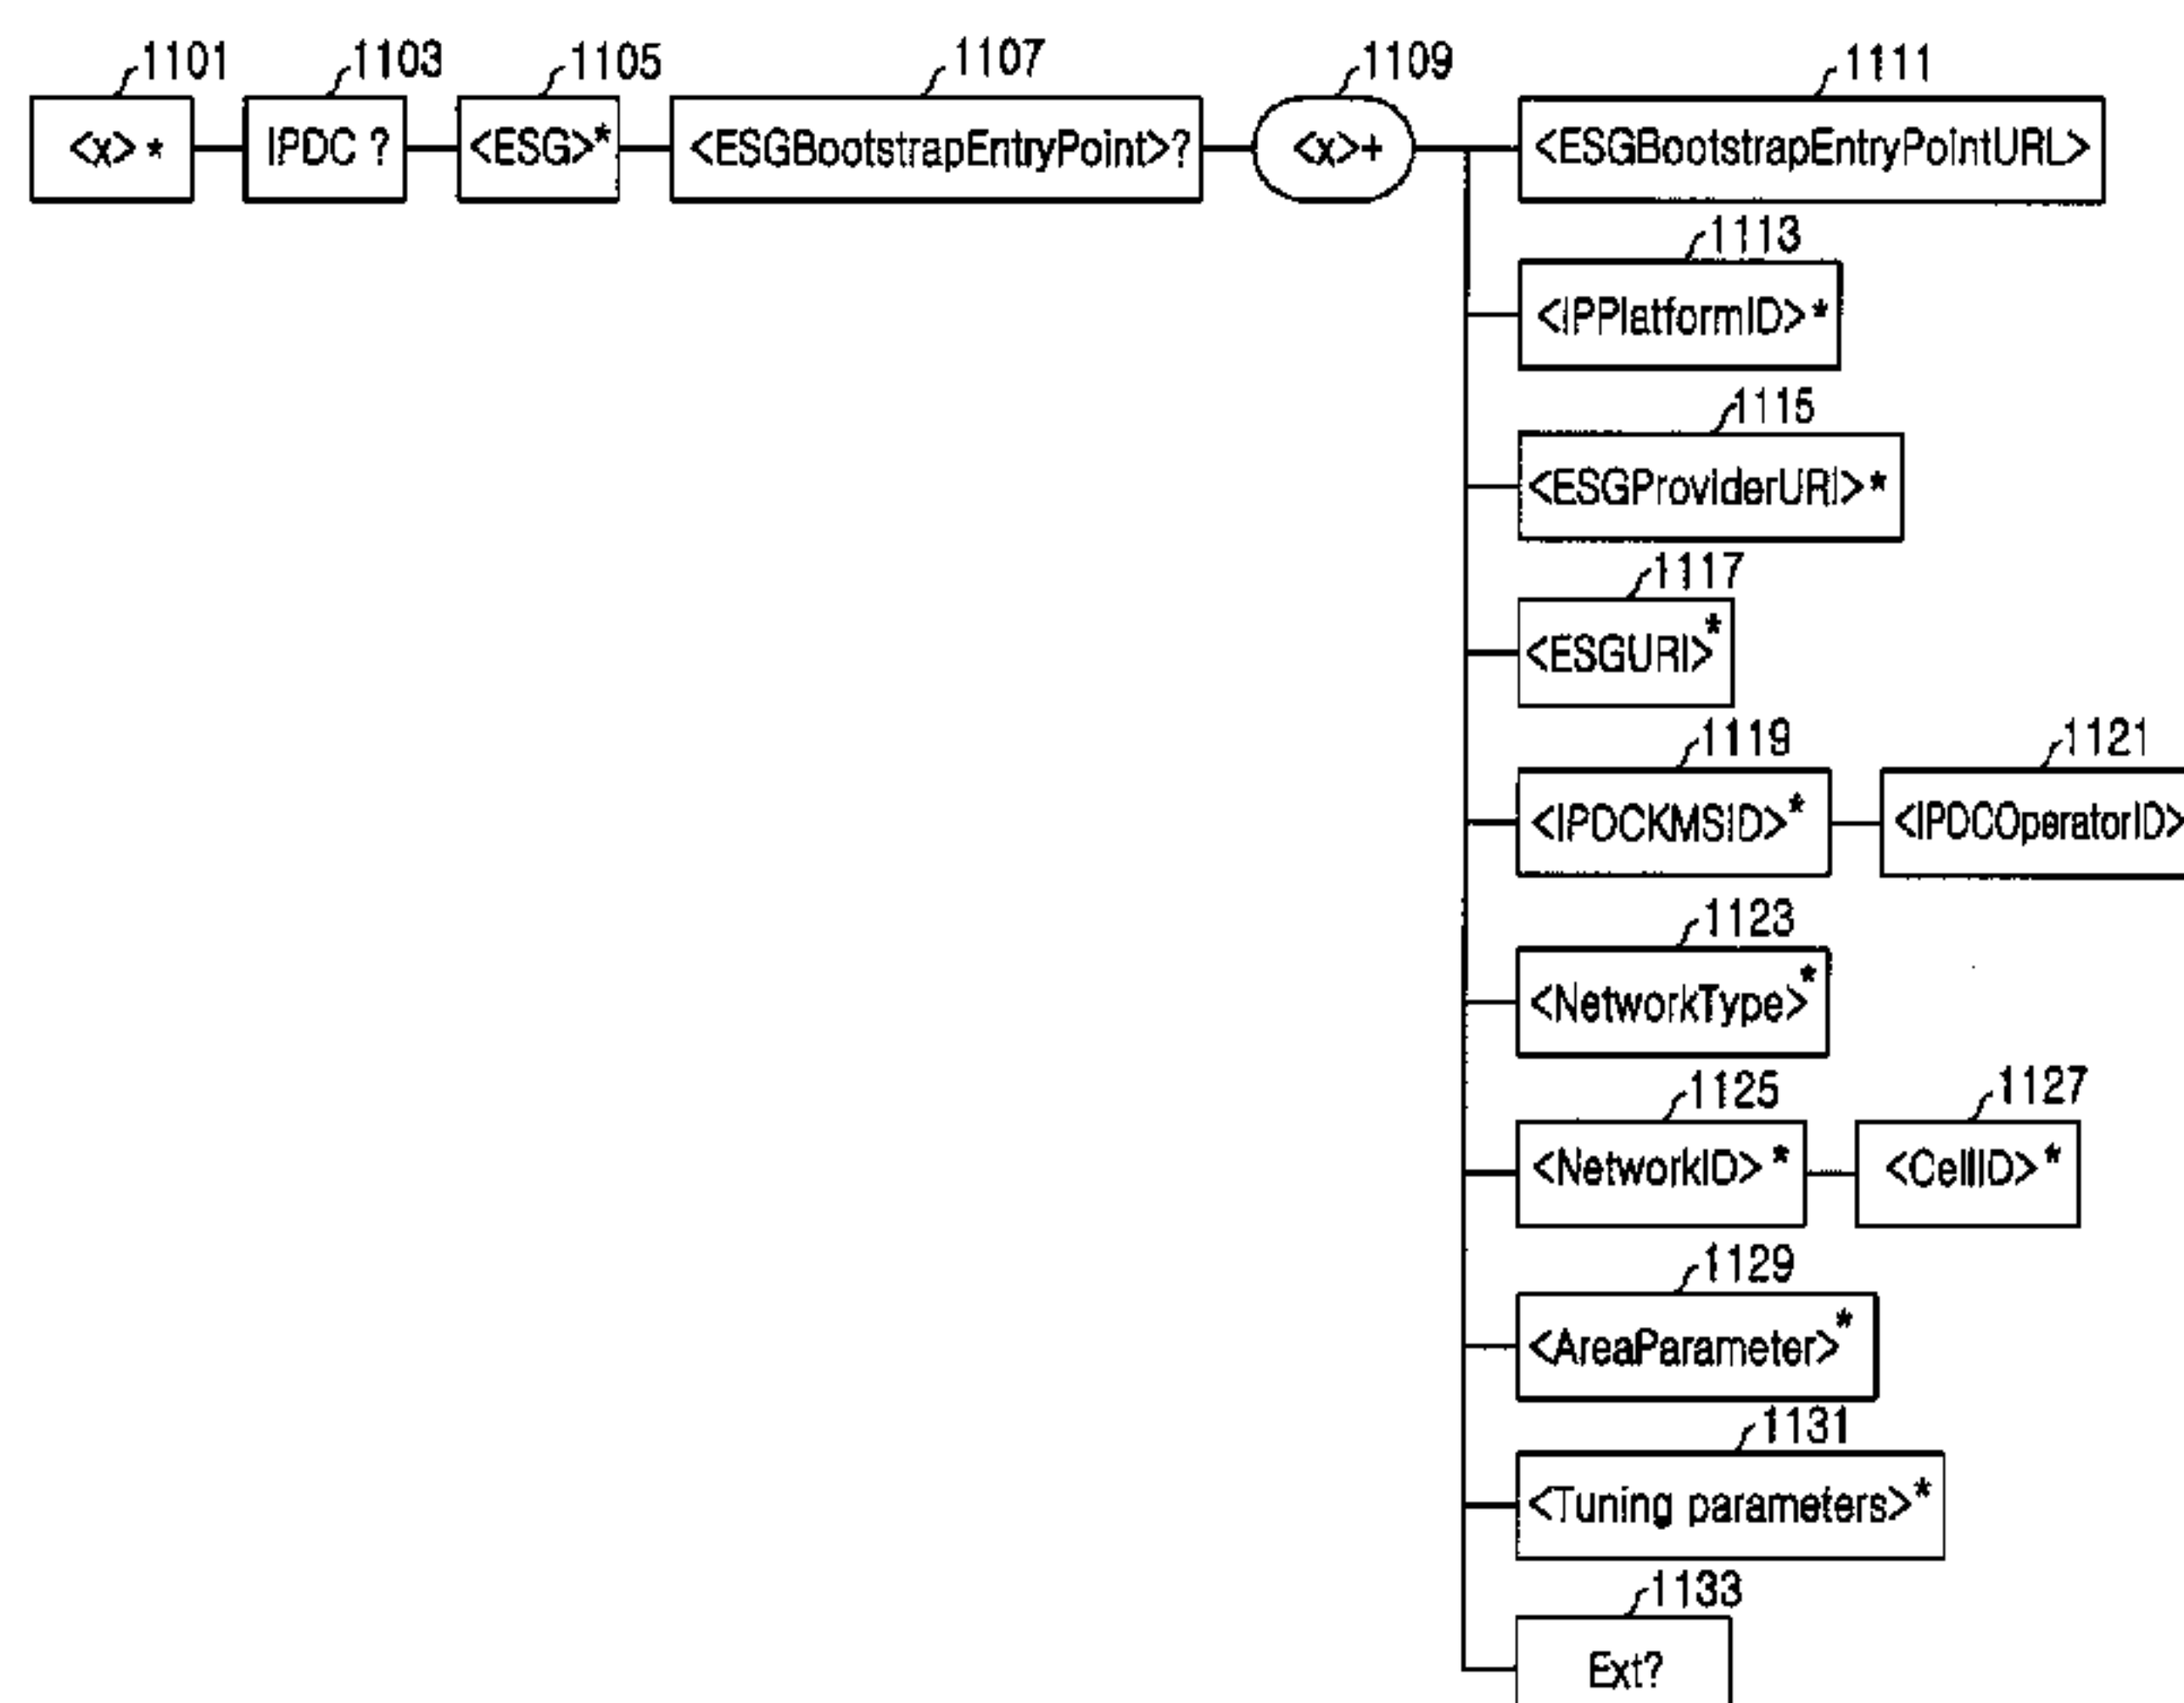 1101
1103
1105
1107
1109
1111
<x>*
IPDC ?
<ESG>*
<ESGBootstrapEntryPoint>?
<x>+
<ESGBootstrapEntryPointURL>
1113
<IPPlatformID>*
1115
<ESGProviderURI>*
1117
<ESGURI>*
1119
1121
<IPDCKMSID>*
<IPDCOperatorID>
1123
<NetworkType>*
1125
1127
<NetworkID>*
<CellID>*
1129
<AreaParameter>*
1131
<Tuning parameters>*
1133
Ext?